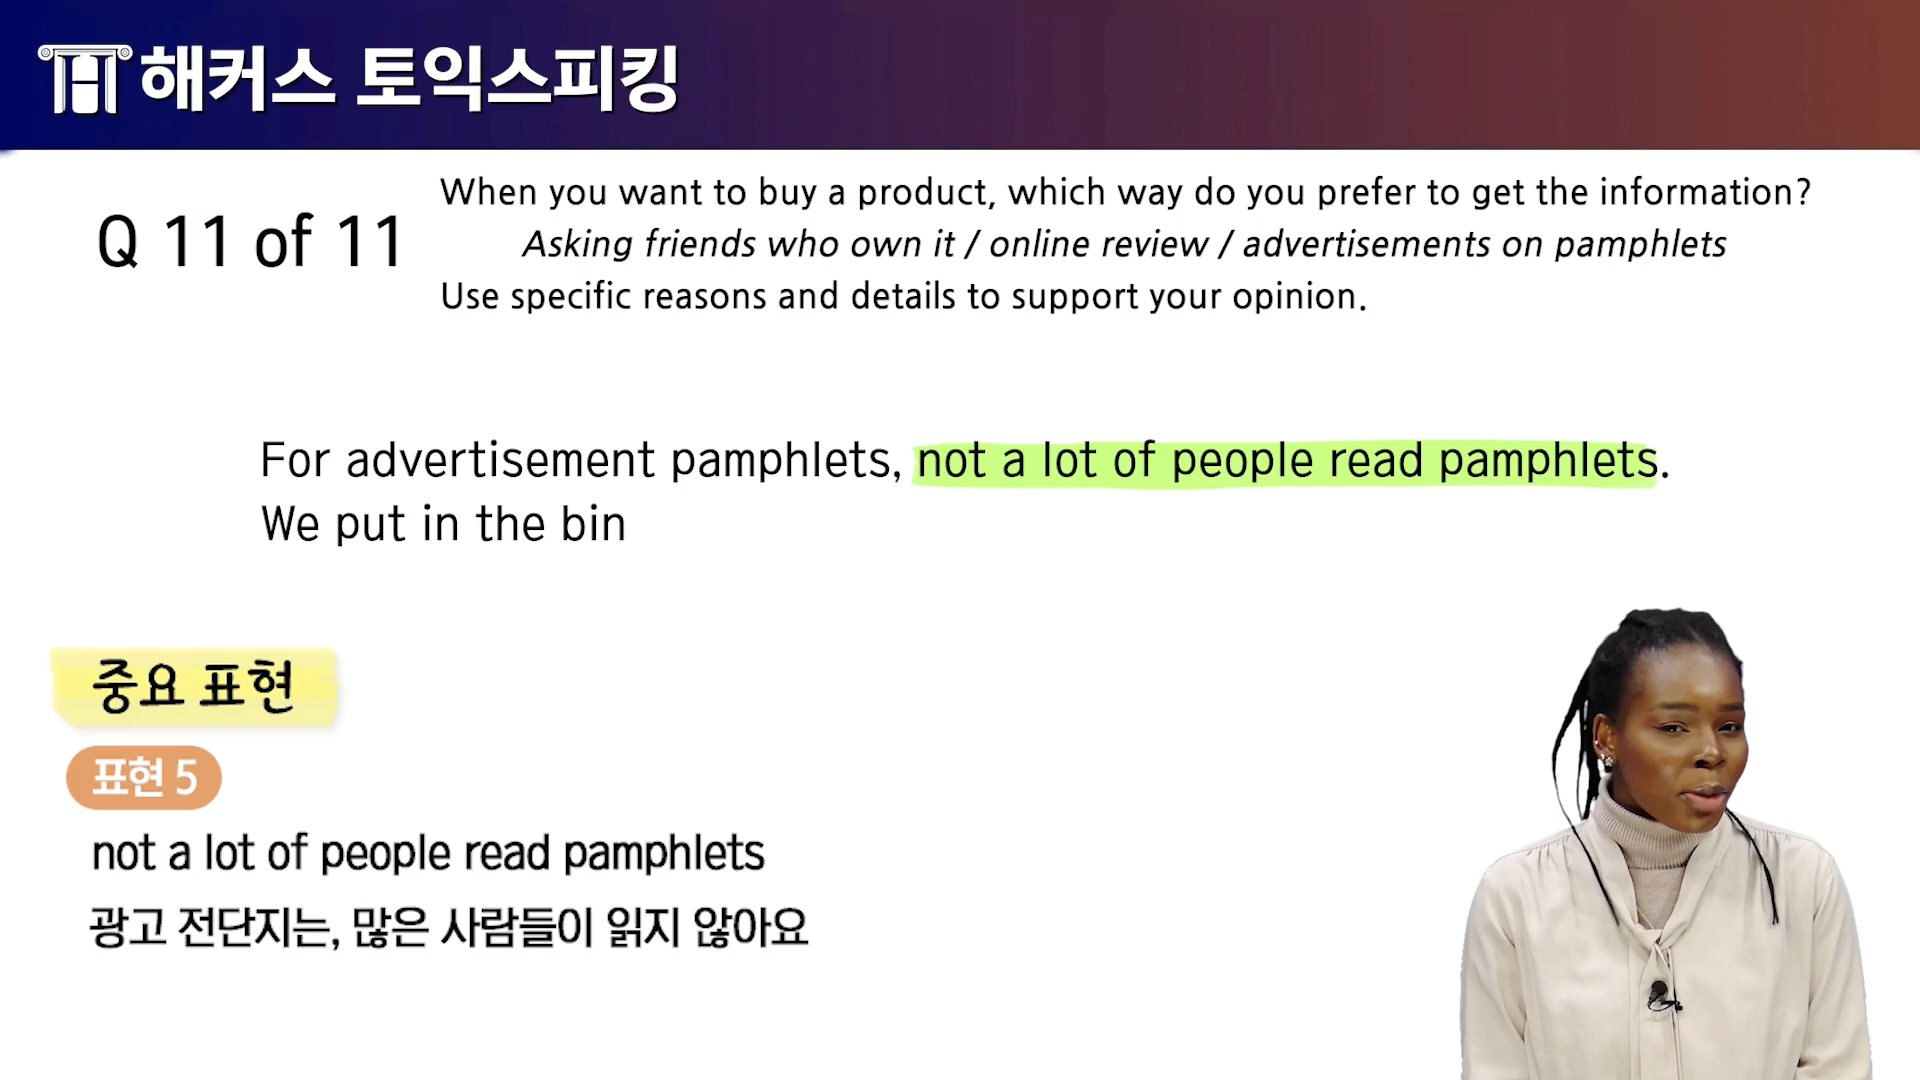 해커스 토익스피킹
Q 11 of 11
When you want to buy a product, which way do you prefer to get the information?
Asking friends who own it / online review / advertisements on pamphlets
Use specific reasons and details to support your opinion.
For advertisement pamphlets, not a lot of people read pamphlets.
We put in the bin
중요 표현
표현 5
not a lot of people read pamphlets
광고 전단지는, 많은 사람들이 읽지 않아요